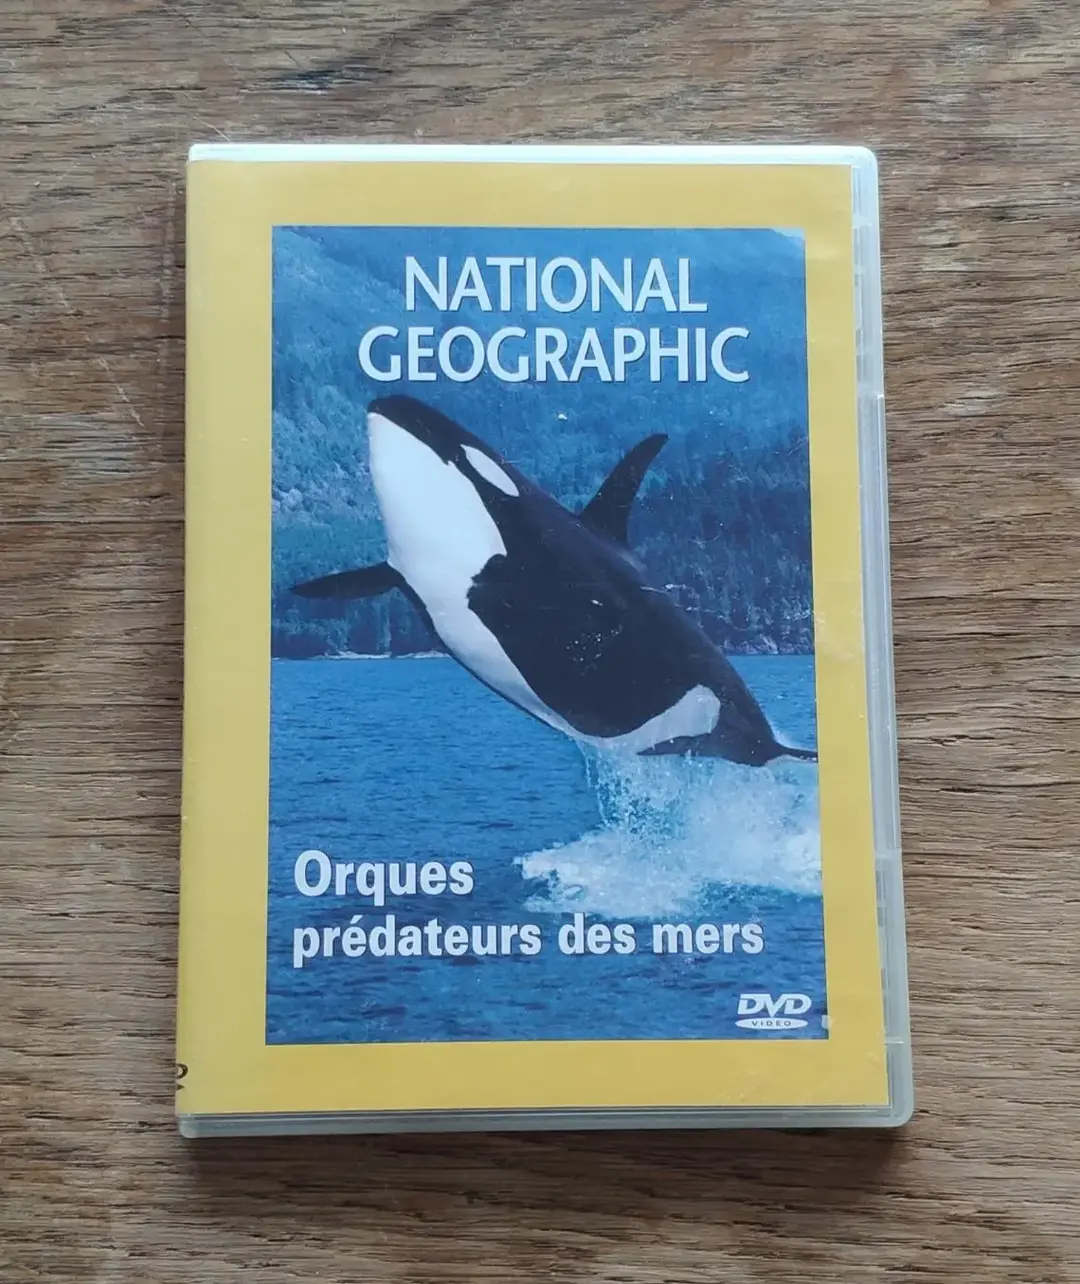 NATIONAL
GEOGRAPHIC
Orques
prédateurs des mers
DVD
VIDEO